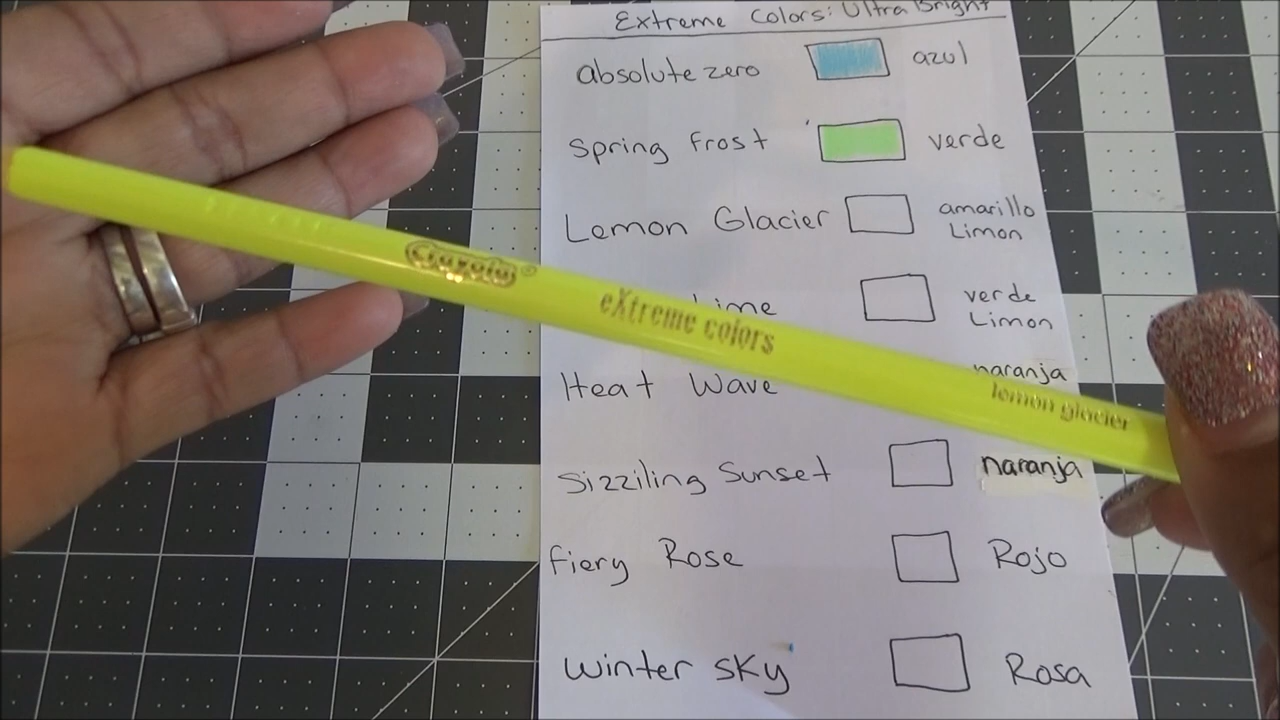 Extreme Colors: Ultra Bright
absolute zero azul
Spring Frost verde
Lemon Glacier amarillo
Limon
verde
Limon
Crayola
eXtreme colors
lemon glacier
Heat Wave naranja
Sizziling Sunset naranja
fiery Rose Rojo
winter sky Rosa